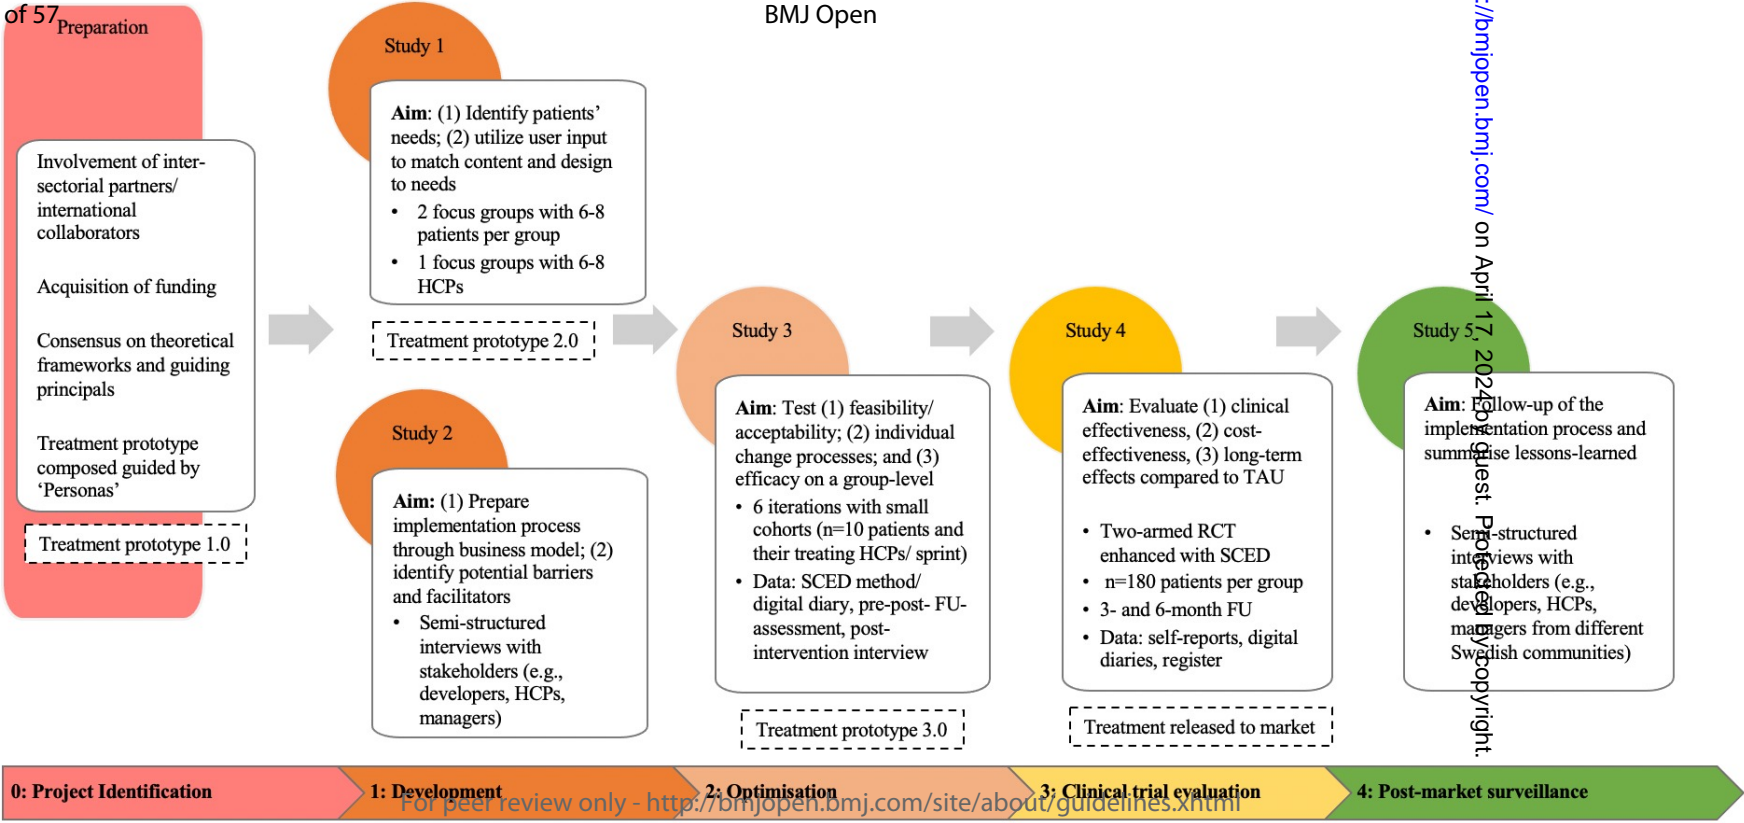 of 57
BMJ Open
Preparation
Involvement of inter-
sectorial partners/
international
collaborators
Acquisition of funding
Consensus on theoretical
frameworks and guiding
principals
Treatment prototype
composed guided by
‘Personas’
Treatment prototype 1.0
Study 1
Aim: (1) Identify patients’
needs; (2) utilize user input
to match content and design
to needs
• 2 focus groups with 6-8
patients per group
• 1 focus groups with 6-8
HCPs
Treatment prototype 2.0
Study 2
Aim: (1) Prepare
implementation process
through business model; (2)
identify potential barriers
and facilitators
• Semi-structured
interviews with
stakeholders (e.g.,
developers, HCPs,
managers)
Study 3
Aim: Test (1) feasibility/
acceptability; (2) individual
change processes; and (3)
efficacy on a group-level
• 6 iterations with small
cohorts (n=10 patients and
their treating HCPs/ sprint)
• Data: SCED method/
digital diary, pre-post- FU-
assessment, post-
intervention interview
Treatment prototype 3.0
Study 4
Aim: Evaluate (1) clinical
effectiveness, (2) cost-
effectiveness, (3) long-term
effects compared to TAU
• Two-armed RCT
enhanced with SCED
• n=180 patients per group
• 3- and 6-month FU
• Data: self-reports, digital
diaries, register
Treatment released to market
Study 5
Aim: Follow-up of the
implementation process and
summarise lessons-learned
• Semi-structured
interviews with
stakeholders (e.g.,
developers, HCPs,
managers from different
Swedish communities)
://bmjopen.bmj.com/ on April 17, 2024 by guest. Protected by copyright.
0: Project Identification
1: Development
2: Optimisation
3: Clinical trial evaluation
4: Post-market surveillance
For peer review only - http://bmjopen.bmj.com/site/about/guidelines.xhtml